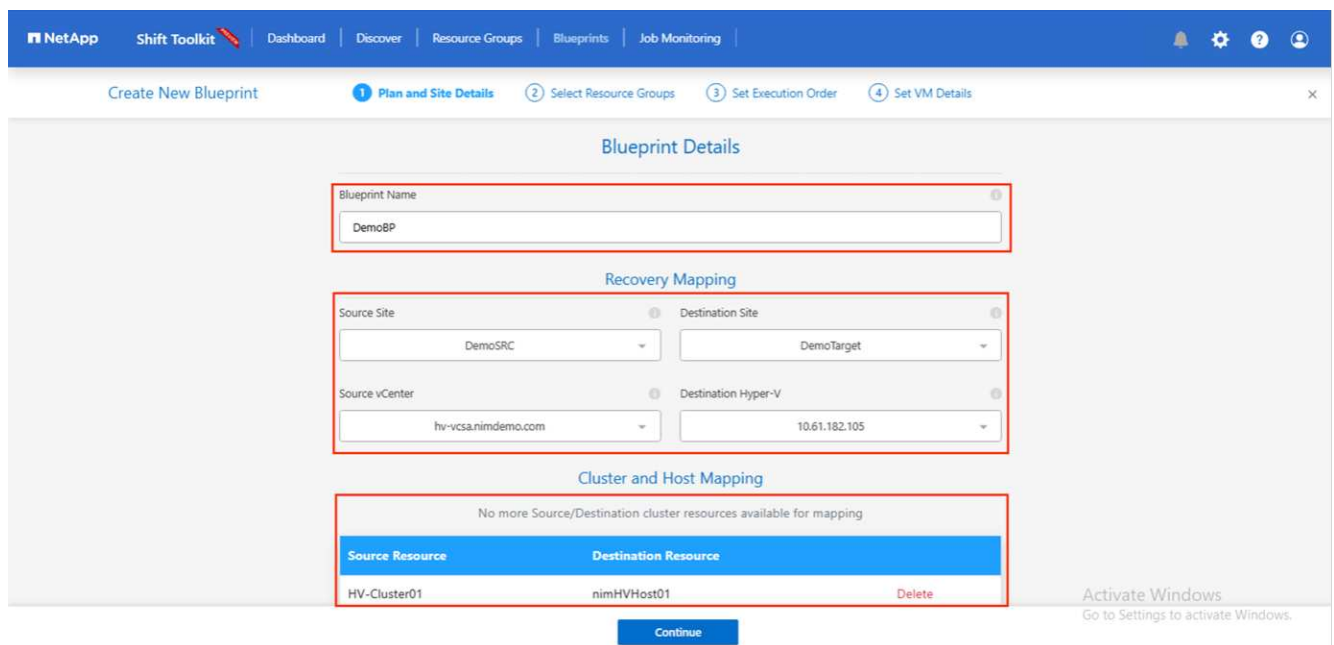 NetApp Shift Toolkit PREVIEW Dashboard Discover Resource Groups Blueprints Job Monitoring
Create New Blueprint 1 Plan and Site Details 2 Select Resource Groups 3 Set Execution Order 4 Set VM Details
Blueprint Details
Blueprint Name
DemoBP
Recovery Mapping
Source Site Destination Site
DemoSRC DemoTarget
Source vCenter Destination Hyper-V
hv-vcsa.nimdemo.com 10.61.182.105
Cluster and Host Mapping
No more Source/Destination cluster resources available for mapping
Source Resource Destination Resource
HV-Cluster01 nimHVHost01 Delete
Activate Windows
Go to Settings to activate Windows.
Continue